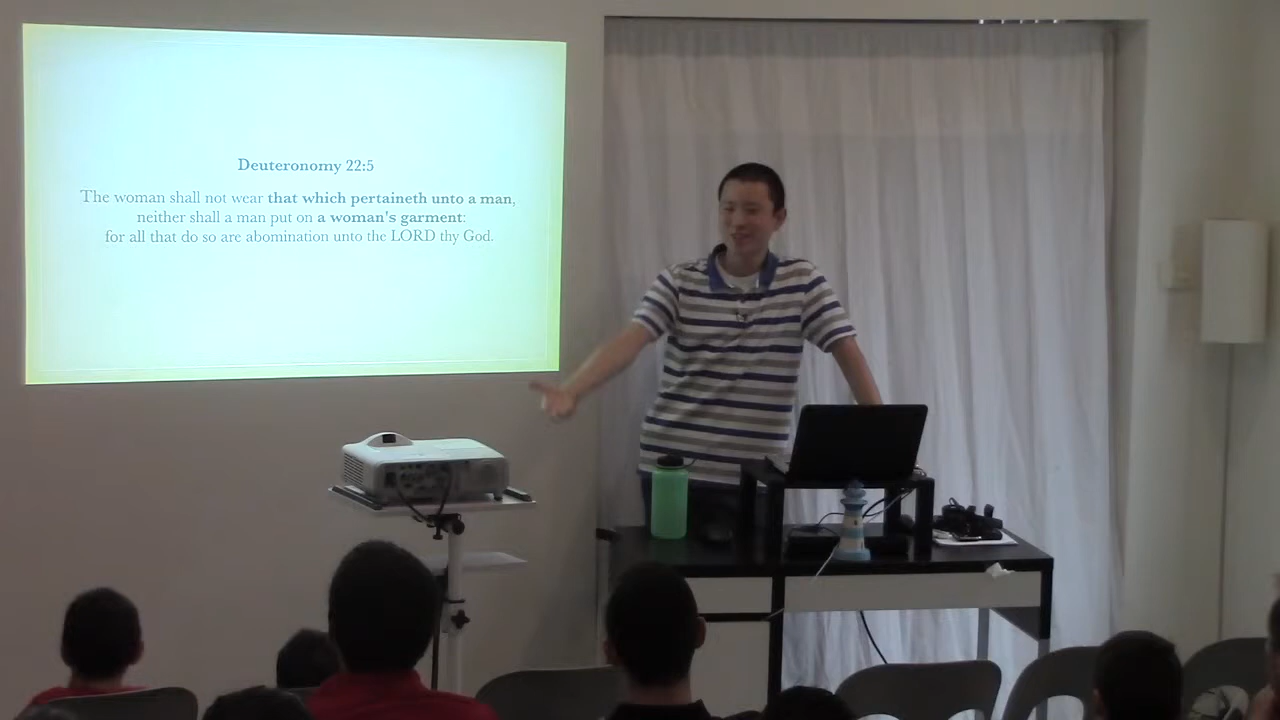 Deuteronomy 22:5
The woman shall not wear that which pertaineth unto a man,
neither shall a man put on a woman's garment:
for all that do so are abomination unto the LORD thy God.